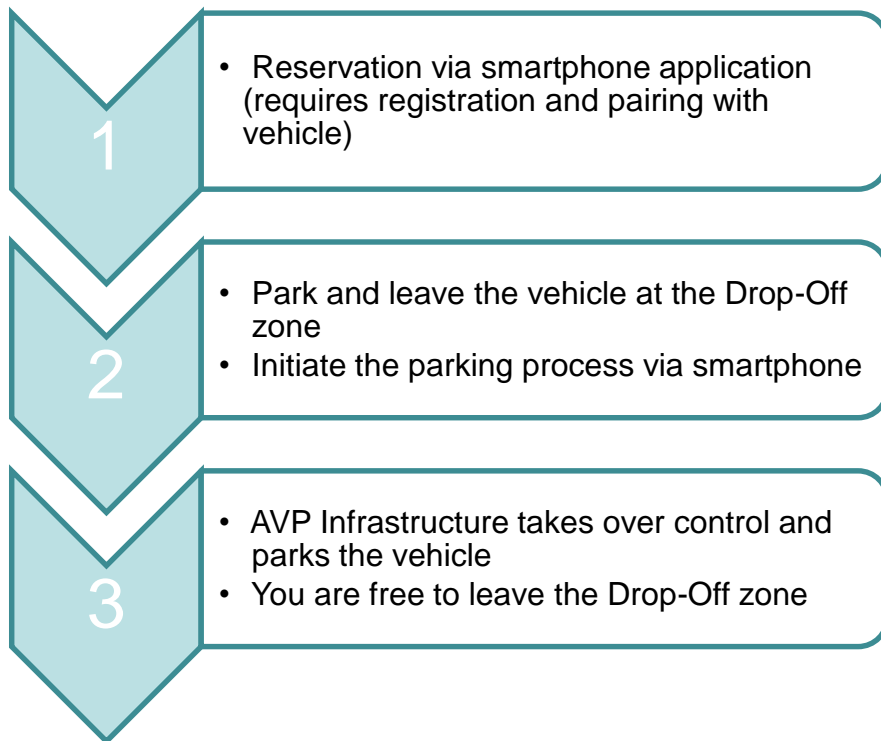 1
• Reservation via smartphone application
(requires registration and pairing with
vehicle)
2
• Park and leave the vehicle at the Drop-Off
zone
• Initiate the parking process via smartphone
3
• AVP Infrastructure takes over control and
parks the vehicle
• You are free to leave the Drop-Off zone